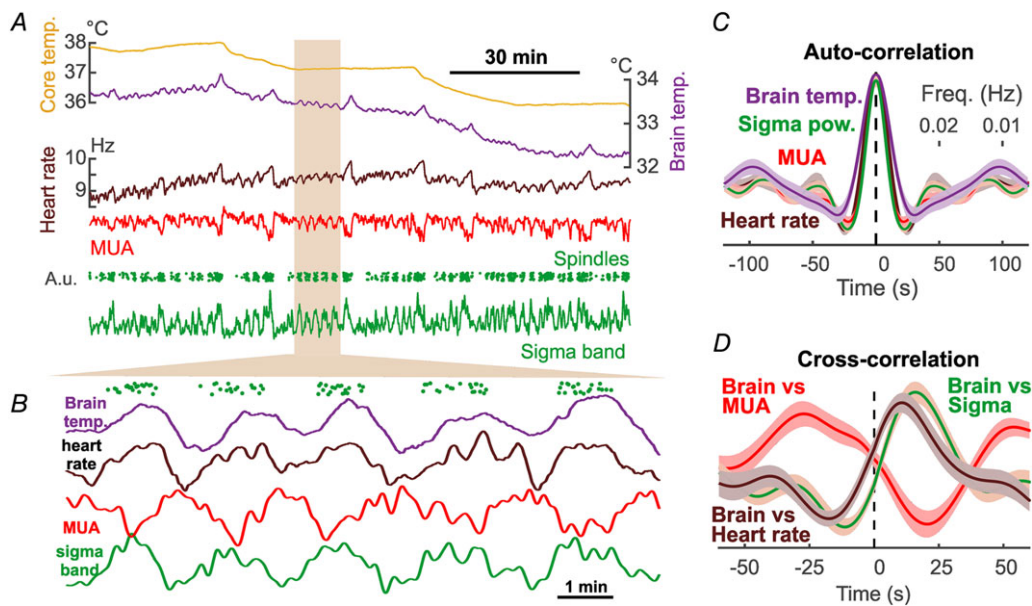 A
°C
Core temp.
38
37
36
30 min
°C
34
33
32
Brain temp.
Hz
10
9
8
Heart rate
MUA
Spindles
A.u.
Sigma band
B
Brain
temp.
heart
rate
MUA
sigma
band
1 min
C
Auto-correlation
Brain temp.
Freq. (Hz)
Sigma pow.
0.02 0.01
MUA
Heart rate
-100 -50 0 50 100
Time (s)
D
Cross-correlation
Brain vs
MUA
Brain vs
Sigma
Brain vs
Heart rate
-50 -25 0 25 50
Time (s)